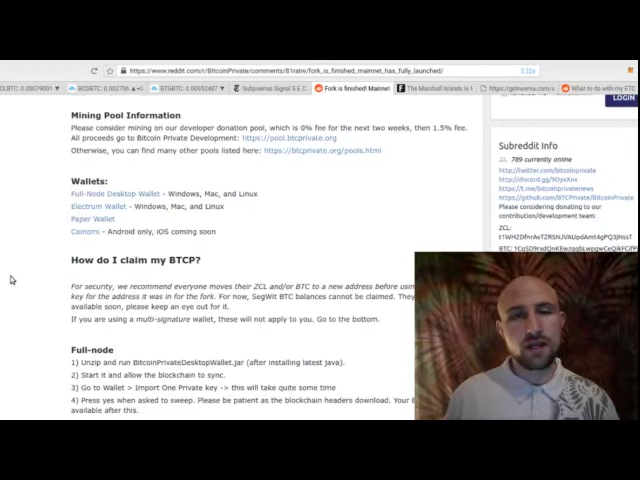 https://www.reddit.com/r/BitcoinPrivate/comments/81ratw/fork_is_finished_mainnet_has_fully_launched/
BCDBTC: 0.002706
BTGBTC: 0.00952487
Subpoenas Signal S.E.C.
Fork is finished! Mainnet
The Marshall Islands is
What to do with my ETC
LOGIN
Mining Pool Information
Please consider mining on our developer donation pool, which is 0% fee for the next two weeks, then 1.5% fee.
All proceeds go to Bitcoin Private Development: https://pool.btcprivate.org
Otherwise, you can find many other pools listed here: https://btcprivate.org/pools.html
Wallets:
Full-Node Desktop Wallet - Windows, Mac, and Linux
Electrum Wallet - Windows, Mac, and Linux
Paper Wallet
Coinomi - Android only, iOS coming soon
How do I claim my BTCP?
For security, we recommend everyone moves their ZCL and/or BTC to a new address before
key for the address it was in for the fork. For now, SegWit BTC balances cannot be claimed.
available soon, please keep an eye out for it.
If you are using a multi-signature wallet, these will not apply to you. Go to the bottom.
Full-node
1) Unzip and run BitcoinPrivateDesktopWallet.jar (after installing latest java).
2) Start it and allow the blockchain to sync.
3) Go to Wallet > Import One Private key -> this will take quite some time
4) Press yes when asked to sweep. Please be patient as the blockchain headers download. Your
available after this.
Subreddit Info
789 currently online
http://twitter.com/bitcoinprivate
https://t.me/bitcoinprivatenews
https://github.com/BTCPrivate/BitcoinPrivate
Please considering donating to our
contribution/development team:
ZCL: